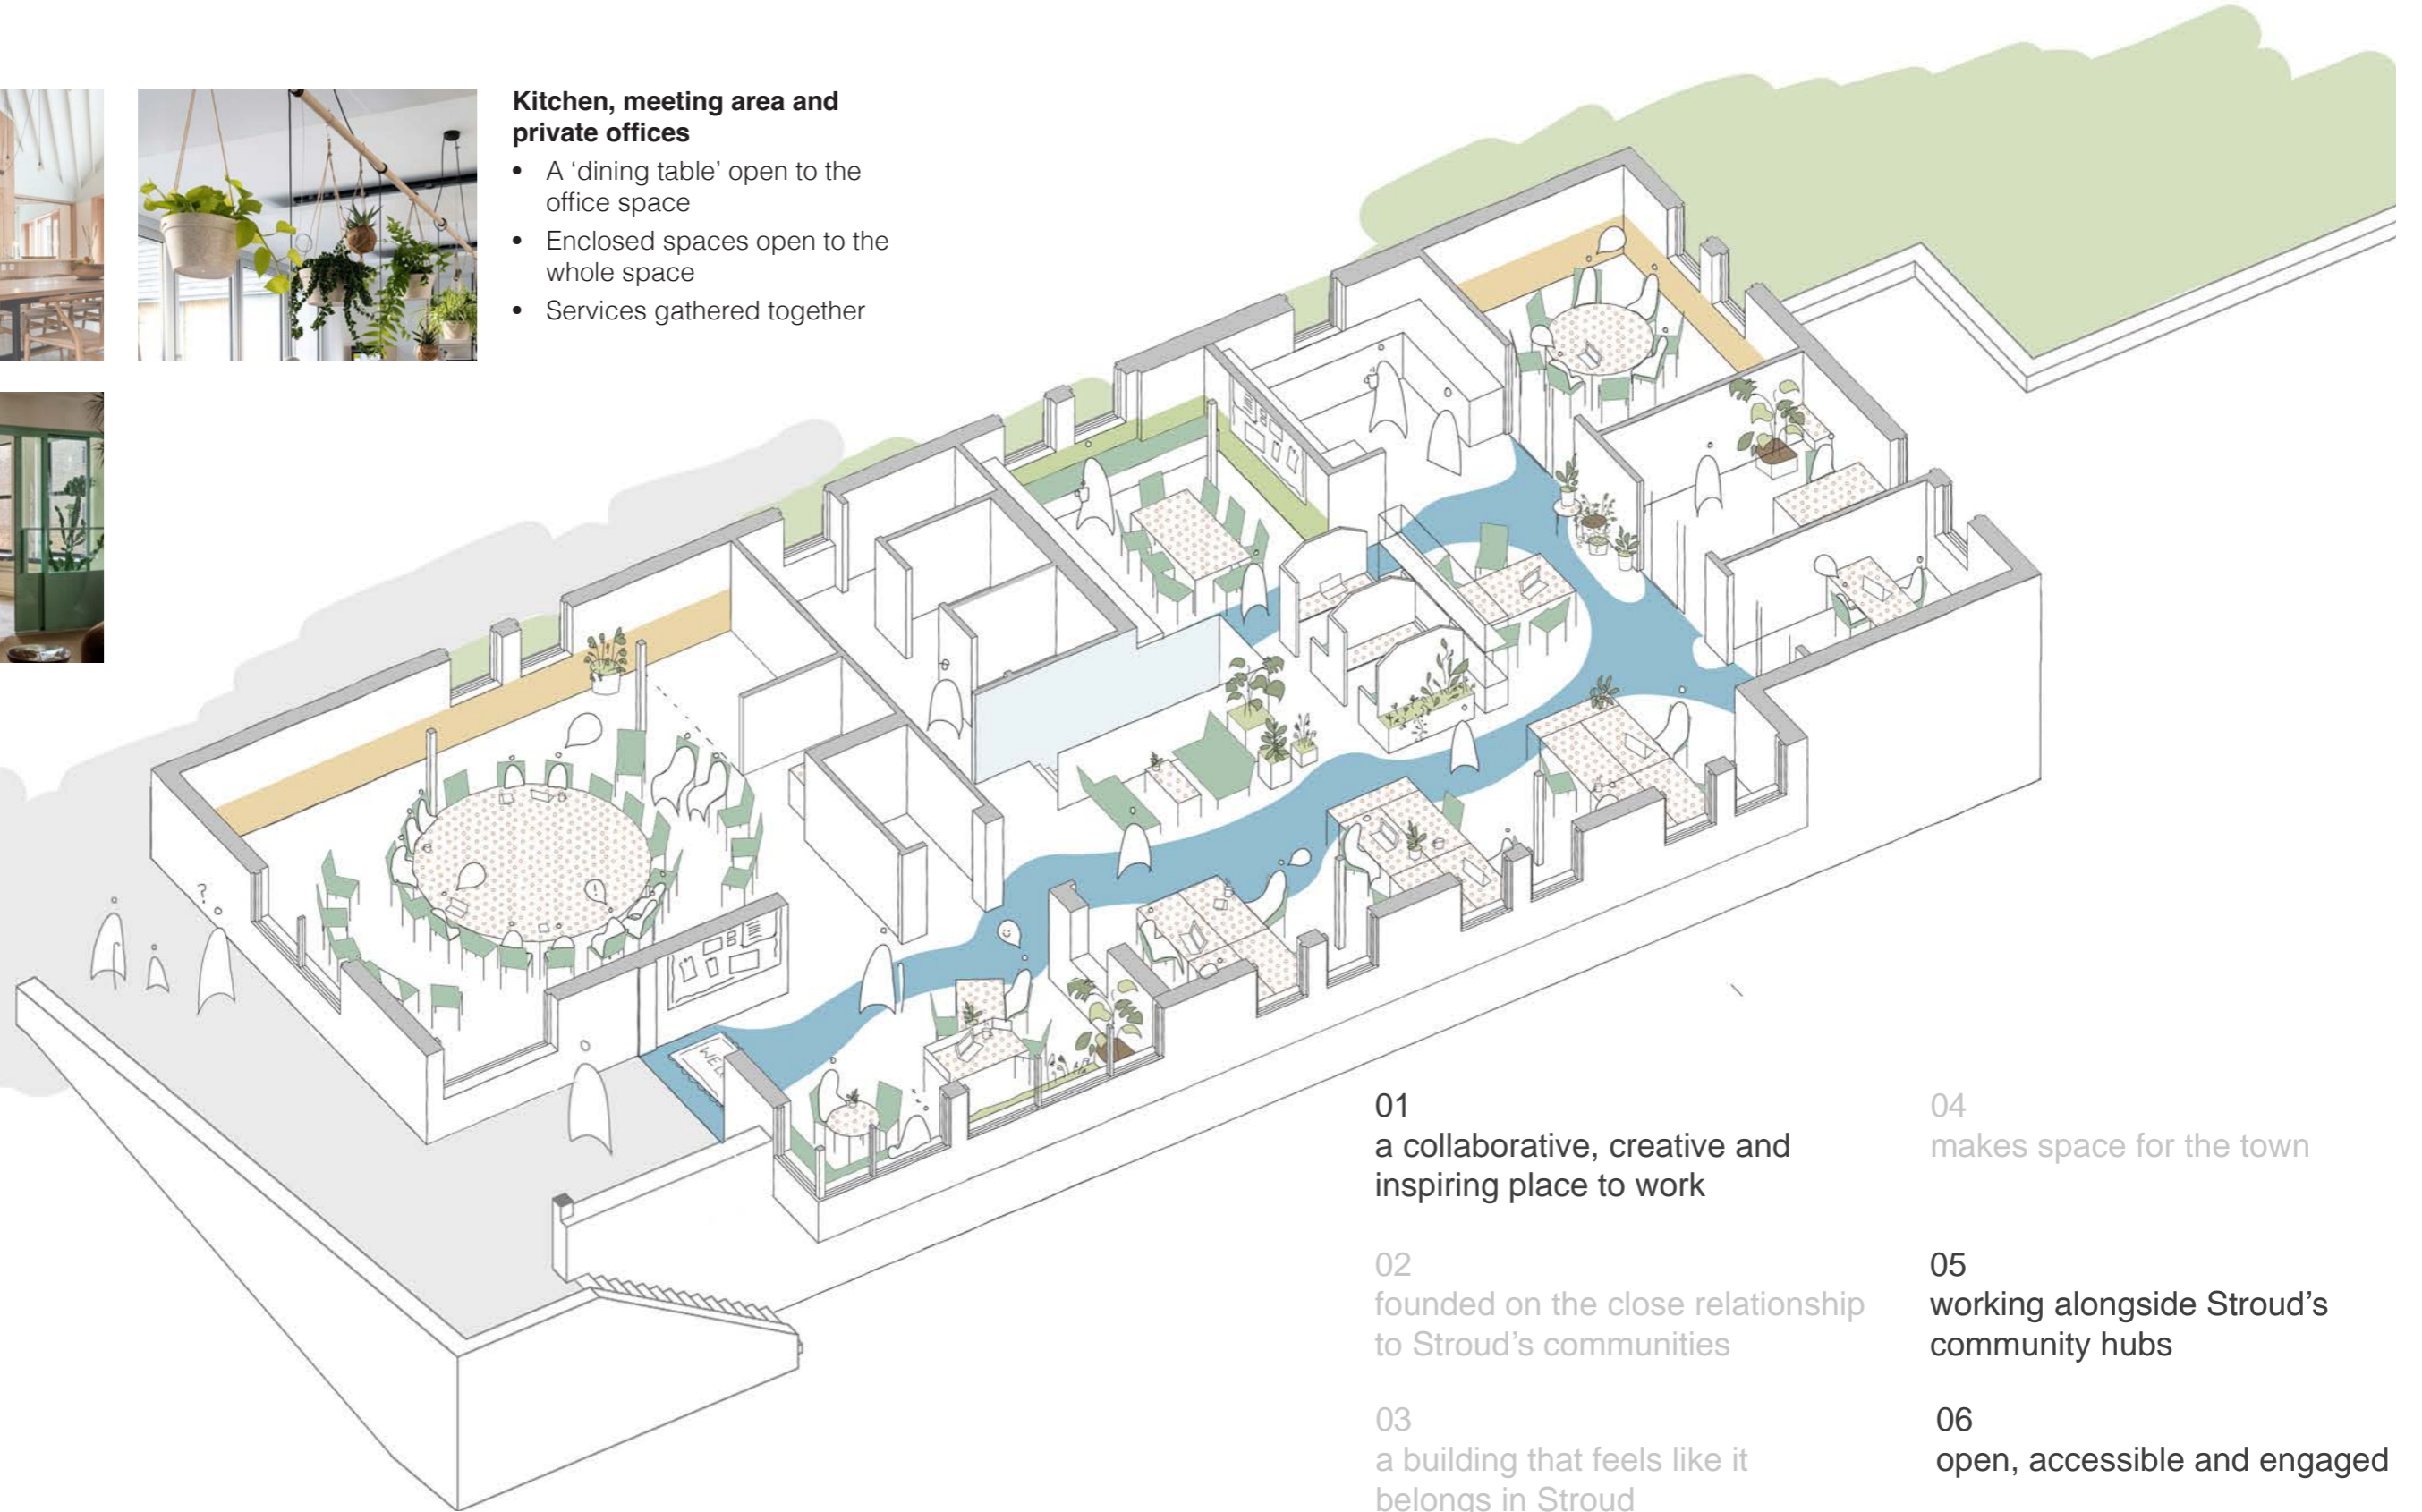 Kitchen, meeting area and
private offices
• A ‘dining table’ open to the
office space
• Enclosed spaces open to the
whole space
• Services gathered together
?
!
WEL
01
a collaborative, creative and
inspiring place to work
02
founded on the close relationship
to Stroud’s communities
03
a building that feels like it
belongs in Stroud
04
makes space for the town
05
working alongside Stroud’s
community hubs
06
open, accessible and engaged